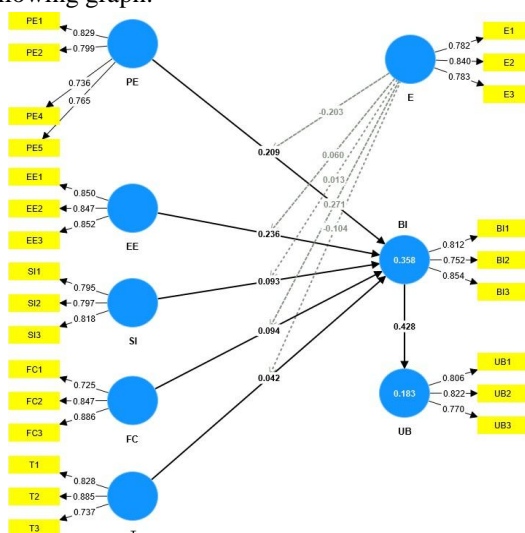 lowing graph:
PE1
PE2
PE4
PE5
0.829
0.799
0.736
0.765
PE
E1
E2
E3
0.782
0.840
0.783
E
-0.203
0.209
0.060
0.013
0.271
-0.104
EE1
EE2
EE3
0.850
0.847
0.852
EE
0.236
BI
0.358
0.812
0.752
0.854
BI1
BI2
BI3
SI1
SI2
SI3
0.795
0.797
0.818
SI
0.093
0.094
0.428
FC1
FC2
FC3
0.725
0.847
0.886
FC
0.042
0.183
UB
0.806
0.822
0.770
UB1
UB2
UB3
T1
T2
T3
0.828
0.885
0.737